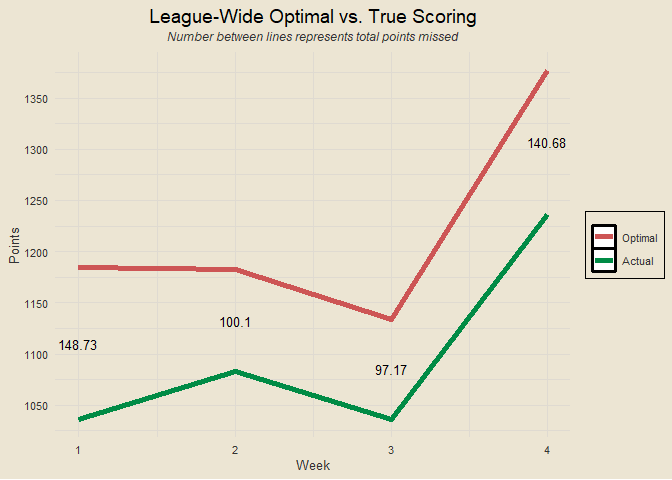 League-Wide Optimal vs. True Scoring
Number between lines represents total points missed
1350
1300
1250
1200
1150
1100
1050
Points
148.73
100.1
97.17
140.68
1 2 3 4
Week
Optimal
Actual